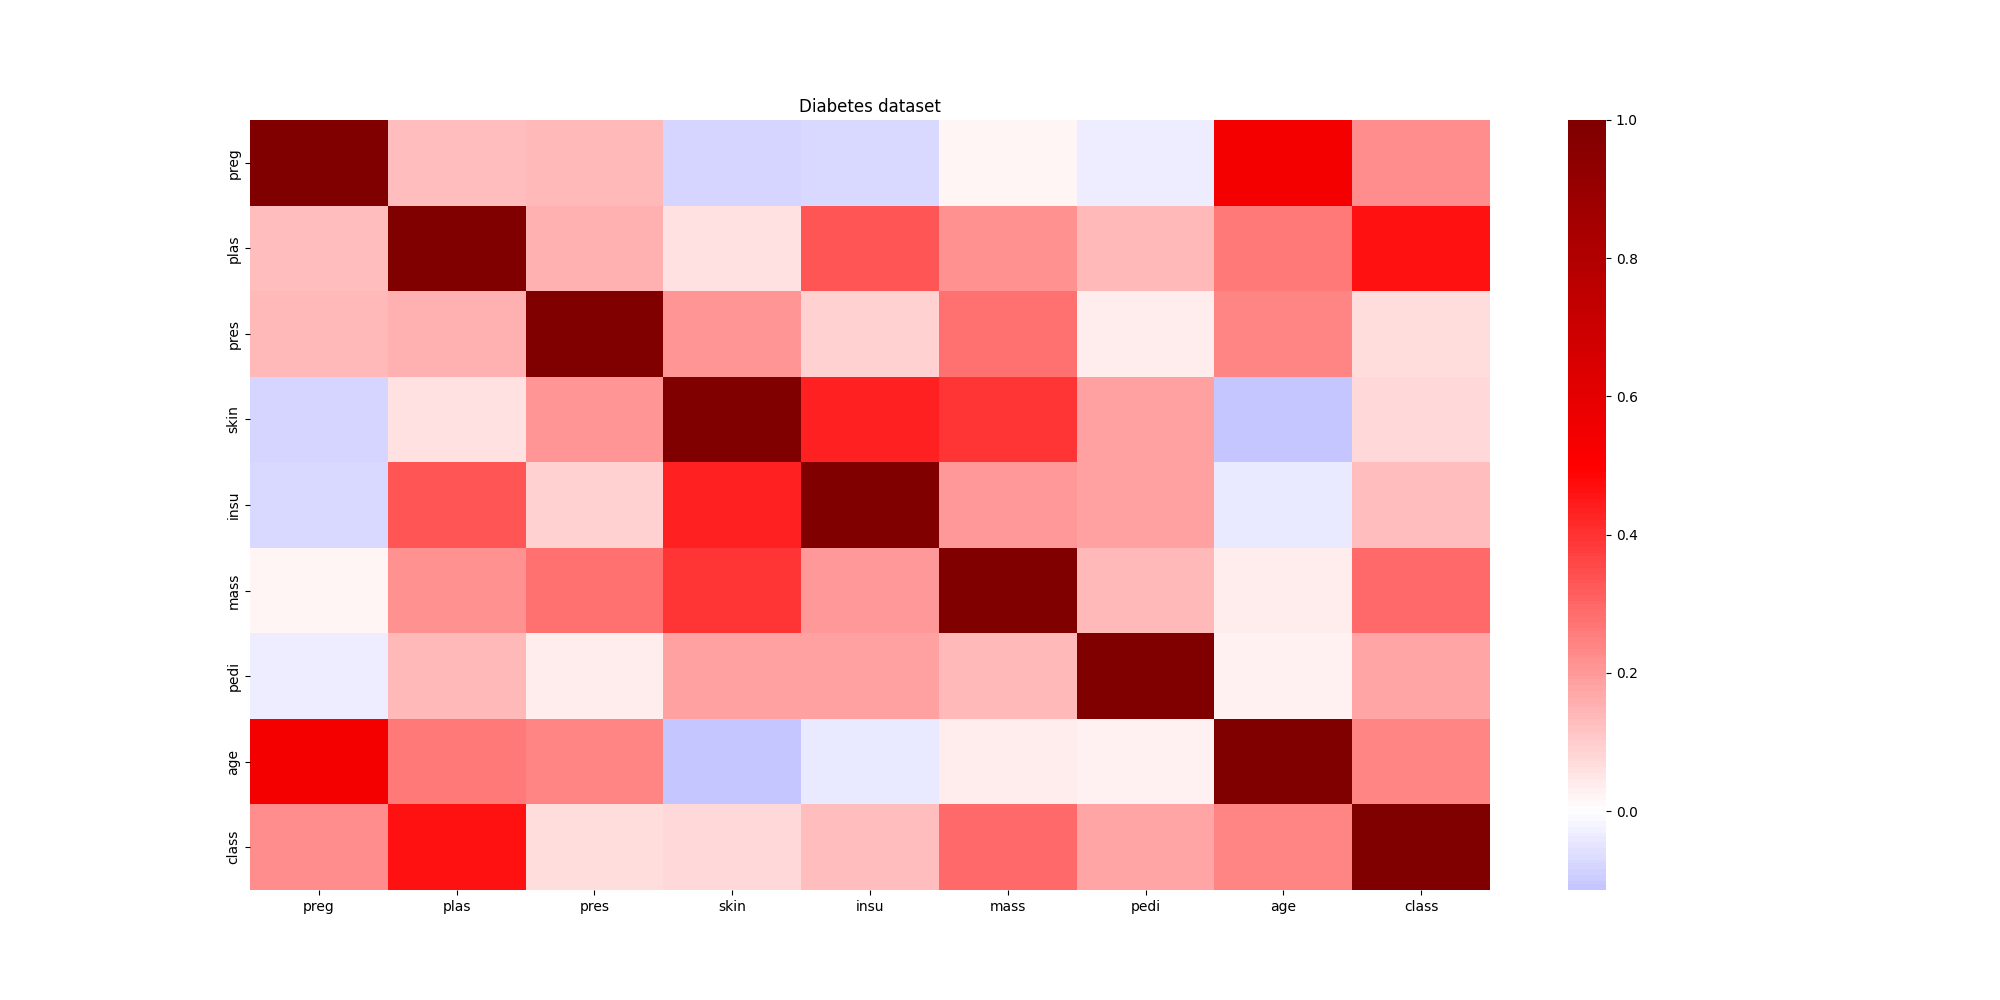 Diabetes dataset
preg
plas
pres
skin
insu
mass
pedi
age
class
preg plas pres skin insu mass pedi age class
1.0
0.8
0.6
0.4
0.2
0.0